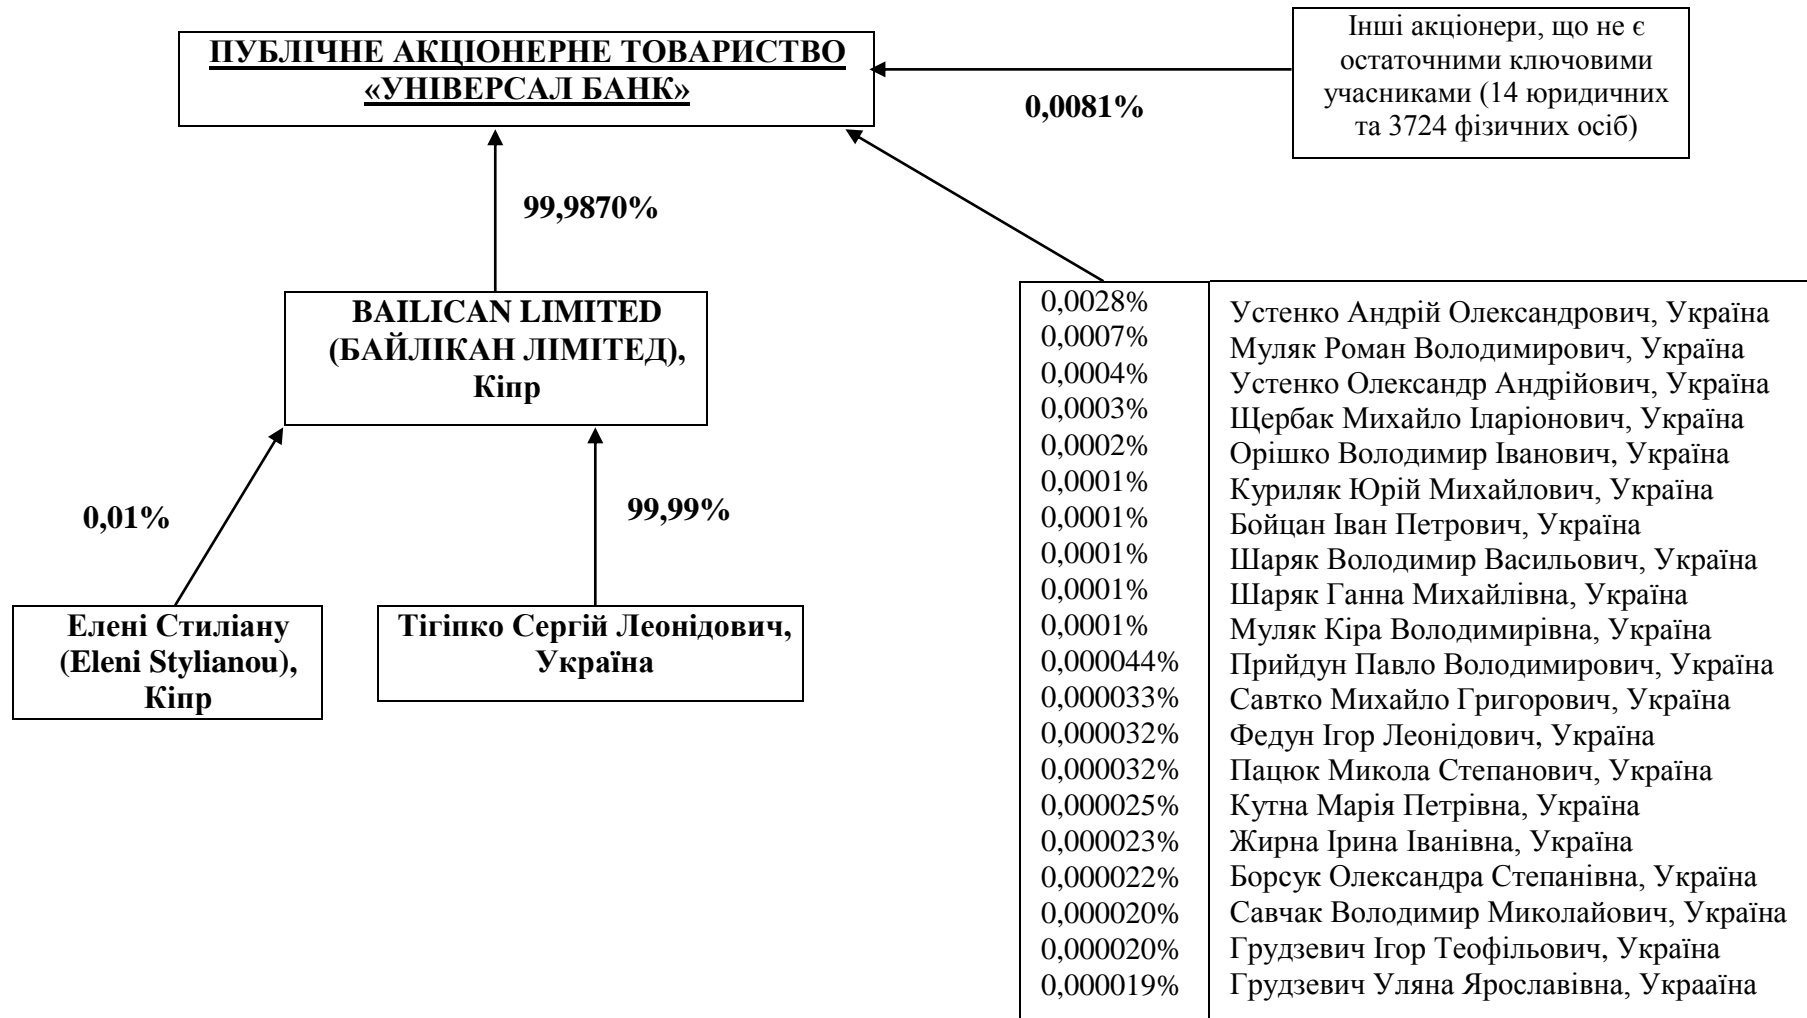 ПУБЛІЧНЕ АКЦІОНЕРНЕ ТОВАРИСТВО
«УНІВЕРСАЛ БАНК»
Інші акціонери, що не є
остаточними ключовими
учасниками (14 юридичних
та 3724 фізичних осіб)
0,0081%
99,9870%
BAILICAN LIMITED
(БАЙЛІКАН ЛІМІТЕД),
Кіпр
0,01%
99,99%
Елені Стиліану
(Eleni Stylianou),
Кіпр
Тігіпко Сергій Леонідович,
Україна
0,0028% Устенко Андрій Олександрович, Україна
0,0007% Муляк Роман Володимирович, Україна
0,0004% Устенко Олександр Андрійович, Україна
0,0003% Щербак Михайло Іларіонович, Україна
0,0002% Орішко Володимир Іванович, Україна
0,0001% Куриляк Юрій Михайлович, Україна
0,0001% Бойцан Іван Петрович, Україна
0,0001% Шаряк Володимир Васильович, Україна
0,0001% Шаряк Ганна Михайлівна, Україна
0,0001% Муляк Кіра Володимирівна, Україна
0,000044% Прийдун Павло Володимирович, Україна
0,000033% Савтко Михайло Григорович, Україна
0,000032% Федун Ігор Леонідович, Україна
0,000032% Пацюк Микола Степанович, Україна
0,000025% Кутна Марія Петрівна, Україна
0,000023% Жирна Ірина Іванівна, Україна
0,000022% Борсук Олександра Степанівна, Україна
0,000020% Савчак Володимир Миколайович, Україна
0,000020% Грудзевич Ігор Теофільович, Україна
0,000019% Грудзевич Уляна Ярославівна, Украаїна